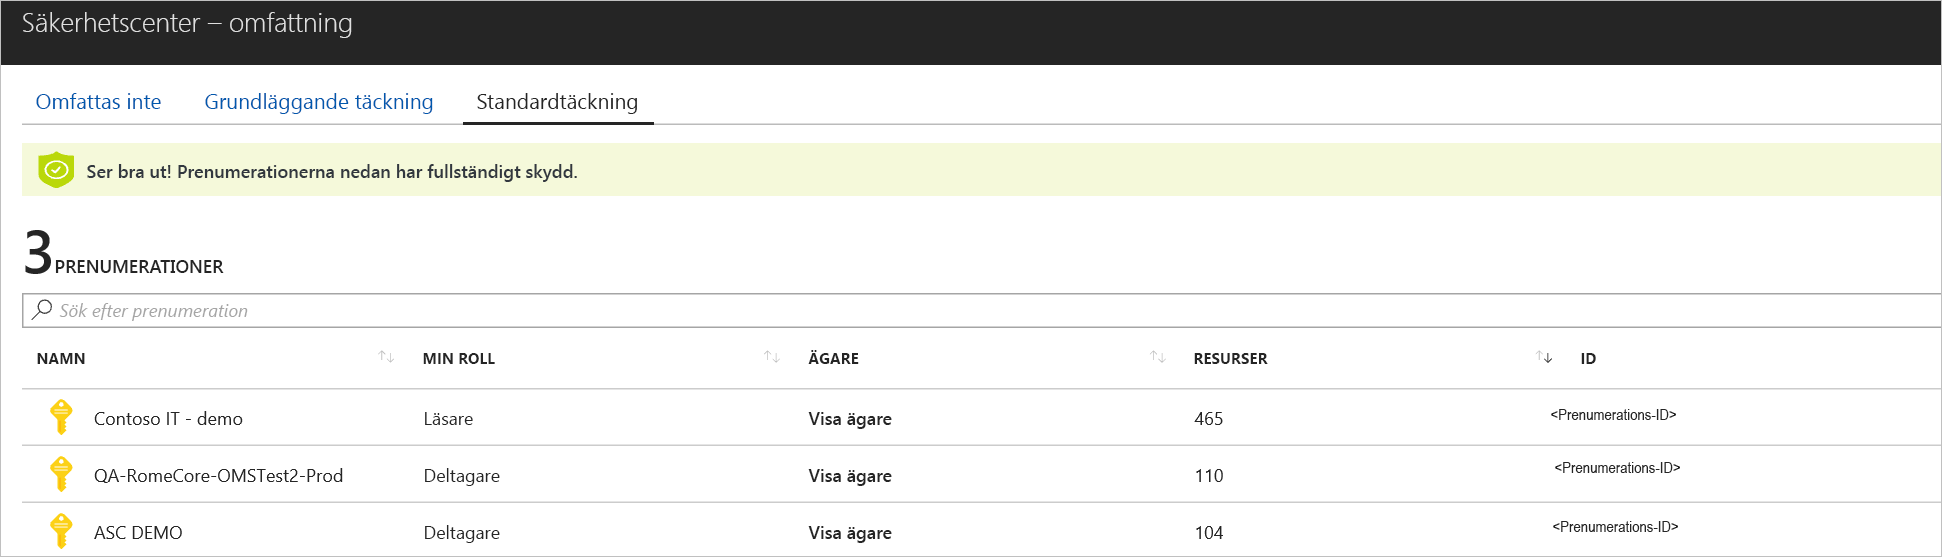 Säkerhetscenter – omfattning
Omfattas inte Grundläggande täckning Standardtäckning
Ser bra ut! Prenumerationerna nedan har fullständigt skydd.
3 PRENUMERATIONER
Sök efter prenumeration
NAMN MIN ROLL ÄGARE RESURSER ID
Contoso IT - demo Läsare Visa ägare 465 <Prenumerations-ID>
QA-RomeCore-OMSTest2-Prod Deltagare Visa ägare 110 <Prenumerations-ID>
ASC DEMO Deltagare Visa ägare 104 <Prenumerations-ID>